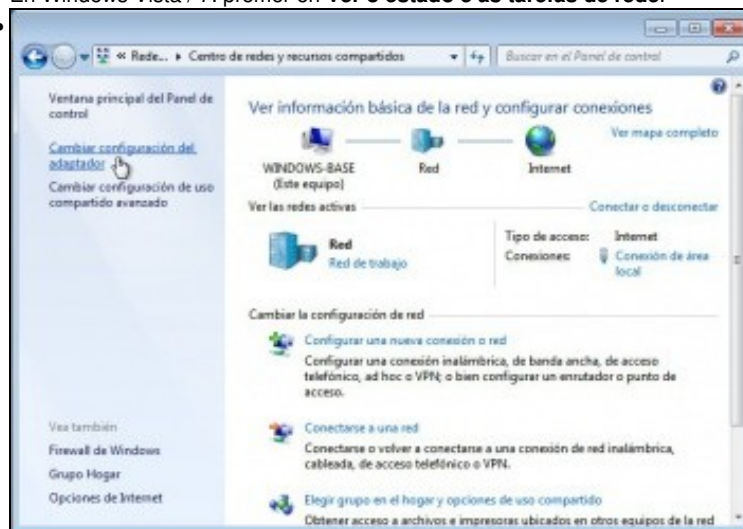 En Windows Vista / A premer en Ver o estado e as tarefas de rede.
« Rede... ▸ Centro de redes y recursos compartidos
Buscar en el Panel de control
Ventana principal del Panel de
control
Cambiar configuración del
adaptador
Cambiar configuración de uso
compartido avanzado
Vea también
Firewall de Windows
Grupo Hogar
Opciones de Internet
Ver información básica de la red y configurar conexiones
Ver mapa completo
WINDOWS-BASE
(Este equipo)
Red
Internet
Ver las redes activas
Conectar o desconectar
Red
Red de trabajo
Tipo de acceso: Internet
Conexiones: Conexión de área
local
Cambiar la configuración de red
Configurar una nueva conexión o red
Configurar una conexión inalámbrica, de banda ancha, de acceso
telefónico, ad hoc o VPN; o bien configurar un enrutador o punto de
acceso.
Conectarse a una red
Conectarse o volver a conectarse a una conexión de red inalámbrica,
cableada, de acceso telefónico o VPN.
Elegir grupo en el hogar y opciones de uso compartido
Obtener acceso a archivos e impresoras ubicados en otros equipos de la red